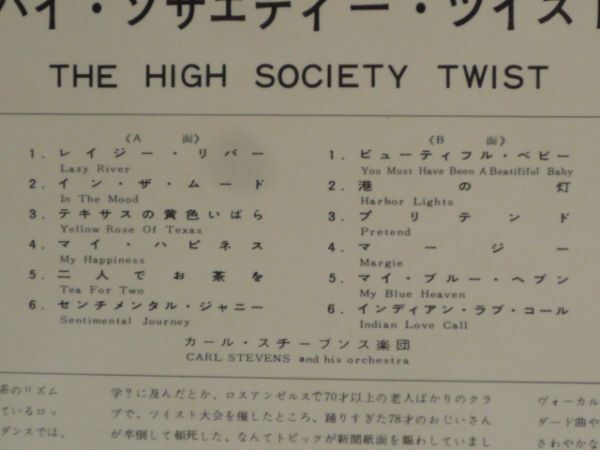 ハイ・ソサエティー・ツイスト
THE HIGH SOCIETY TWIST
《A 面》
1. レイジー・リバー
Lazy River
2. イン・ザ・ムード
In The Mood
3. テキサスの黄色いばら
Yellow Rose Of Texas
4. マイ・ハピネス
My Happiness
5. 二人でお茶を
Tea For Two
6. センチメンタル・ジャニー
Sentimental Journey
《B 面》
1. ビューティフル・ベビー
You Must Have Been A Beatififul Baby
2. 港の灯
Harbor Lights
3. プリテンド
Pretend
4. マージー
Margie
5. マイ・ブルー・ヘブン
My Blue Heaven
6. インディアン・ラブ・コール
Indian Love Call
カール・スチーブンス楽団
CARL STEVENS and his orchestra
系のリズム
ているロッ
ダンスでは、
学?に及んだとか、ロスアンゼルスで70才以上の老人ばかりのクラ
ブで、ツイスト大会を催したところ、踊りすぎた78才のおじいさん
が卒倒して頓死した、なんてトピックが新聞紙面を賑わしていまし
ヴォーカル
ダード曲や
さわやかな